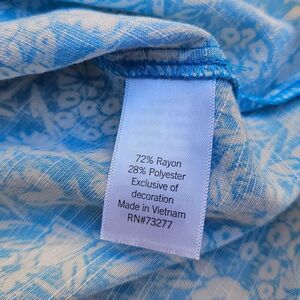 72% Rayon
28% Polyester
Exclusive of
decoration
Made in Vietnam
RN#73277